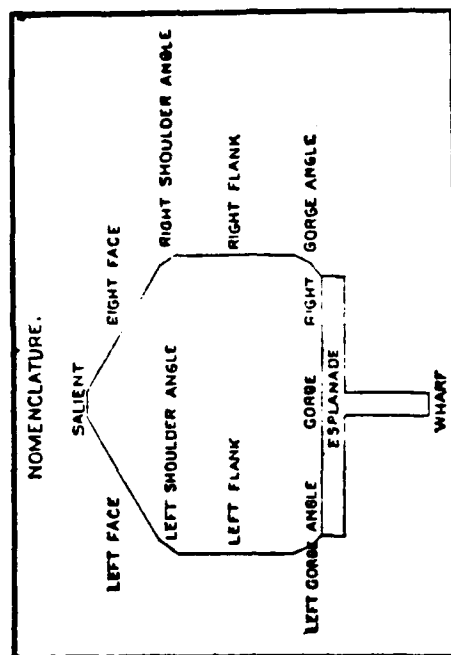 NOMENCLATURE.
SALIENT
LEFT FACE
EIGHT FACE
LEFT SHOULDER ANGLE
RIGHT SHOULDER ANGLE
LEFT FLANK
RIGHT FLANK
LEFT GORGE ANGLE
GORGE
RIGHT GORGE ANGLE
ESPLANADE
WHARF